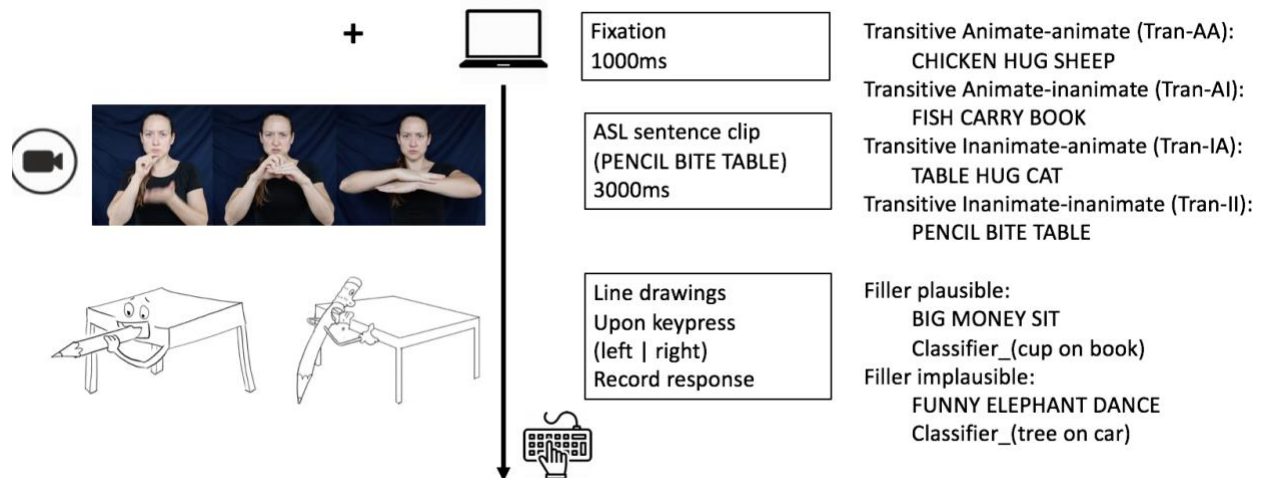 +
Fixation
1000ms
ASL sentence clip
(PENCIL BITE TABLE)
3000ms
Line drawings
Upon keypress
(left | right)
Record response
Transitive Animate-animate (Tran-AA):
CHICKEN HUG SHEEP
Transitive Animate-inanimate (Tran-AI):
FISH CARRY BOOK
Transitive Inanimate-animate (Tran-IA):
TABLE HUG CAT
Transitive Inanimate-inanimate (Tran-II):
PENCIL BITE TABLE
Filler plausible:
BIG MONEY SIT
Classifier_(cup on book)
Filler implausible:
FUNNY ELEPHANT DANCE
Classifier_(tree on car)